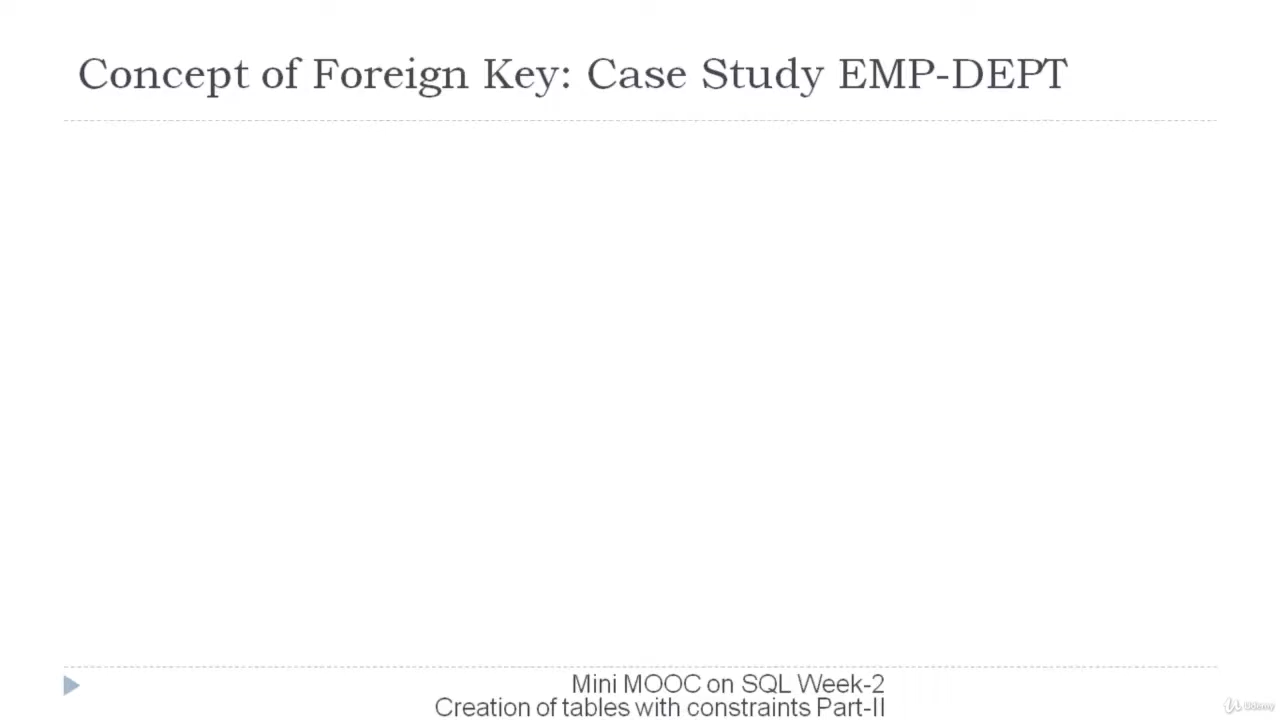 Concept of Foreign Key: Case Study EMP-DEPT
Mini MOOC on SQL Week-2
Creation of tables with constraints Part-II
Udemy